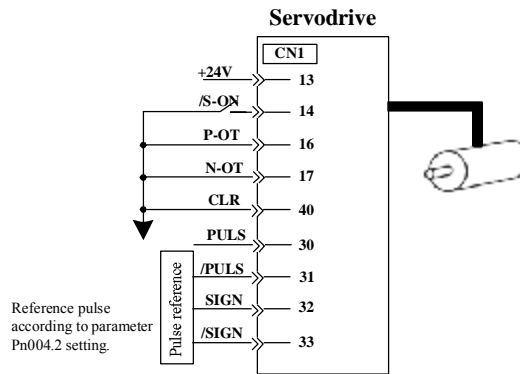 Servodrive
CN1
+24V
13
/S-ON
14
P-OT
16
N-OT
17
CLR
40
PULS
30
/PULS
31
SIGN
32
/SIGN
33
Pulse reference
Reference pulse
according to parameter
Pn004.2 setting.